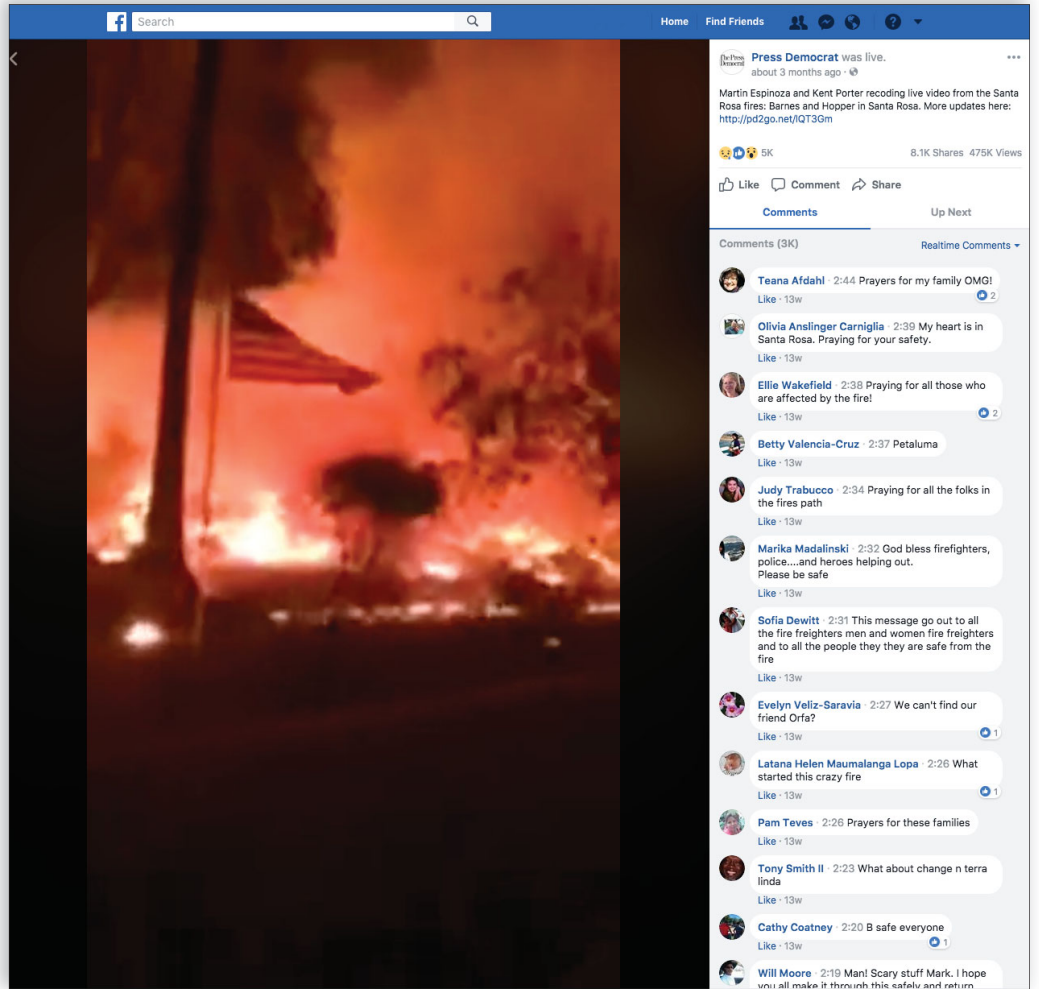 f
Search
Home Find Friends
?
Press Democrat was live.
about 3 months ago ·
Martin Espinoza and Kent Porter recoding live video from the Santa
Rosa fires: Barnes and Hopper in Santa Rosa. More updates here:
http://pd2go.net/lQT3Gm
5K
8.1K Shares 475K Views
Like Comment Share
Comments Up Next
Comments (3K)
Realtime Comments
Teana Afdahl · 2:44 Prayers for my family OMG!
2
Like · 13w
Olivia Anslinger Carniglia · 2:39 My heart is in
Santa Rosa. Praying for your safety.
Like · 13w
Ellie Wakefield · 2:38 Praying for all those who
are affected by the fire!
2
Like · 13w
Betty Valencia-Cruz · 2:37 Petaluma
Like · 13w
Judy Trabucco · 2:34 Praying for all the folks in
the fires path
Like · 13w
Marika Madalinski · 2:32 God bless firefighters,
police....and heroes helping out.
Please be safe
Like · 13w
Sofia Dewitt · 2:31 This message go out to all
the fire freighters men and women fire freighters
and to all the people they they are safe from the
fire
Like · 13w
Evelyn Veliz-Saravia · 2:27 We can't find our
friend Orfa?
1
Like · 13w
Latana Helen Maumalanga Lopa · 2:26 What
started this crazy fire
1
Like · 13w
Pam Teves · 2:26 Prayers for these families
Like · 13w
Tony Smith II · 2:23 What about change n terra
linda
Like · 13w
Cathy Coatney · 2:20 B safe everyone
1
Like · 13w
Will Moore · 2:19 Man! Scary stuff Mark. I hope
you all make it through this safely and return